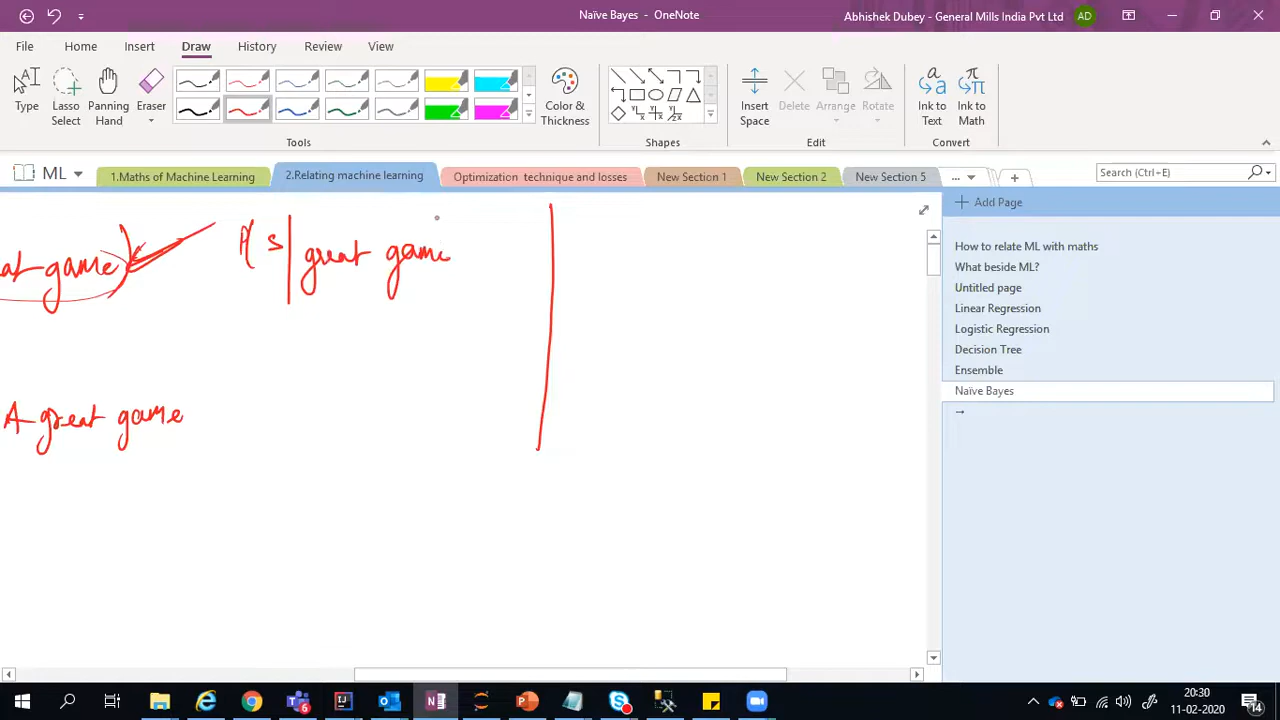 Naïve Bayes - OneNote
Abhishek Dubey - General Mills India Pvt Ltd AD
File Home Insert Draw History Review View
Type Lasso Select Panning Hand Eraser Color & Thickness Insert Space Delete Arrange Rotate Ink to Text Ink to Math
Tools Shapes Edit Convert
ML 1.Maths of Machine Learning 2.Relating machine learning Optimization technique and losses New Section 1 New Section 2 New Section 5 ... Search (Ctrl+E)
Add Page
How to relate ML with maths
What beside ML?
Untitled page
Linear Regression
Logistic Regression
Decision Tree
Ensemble
Naïve Bayes
→
at game)
P( S | great game
A great game
20:30
11-02-2020
6
14